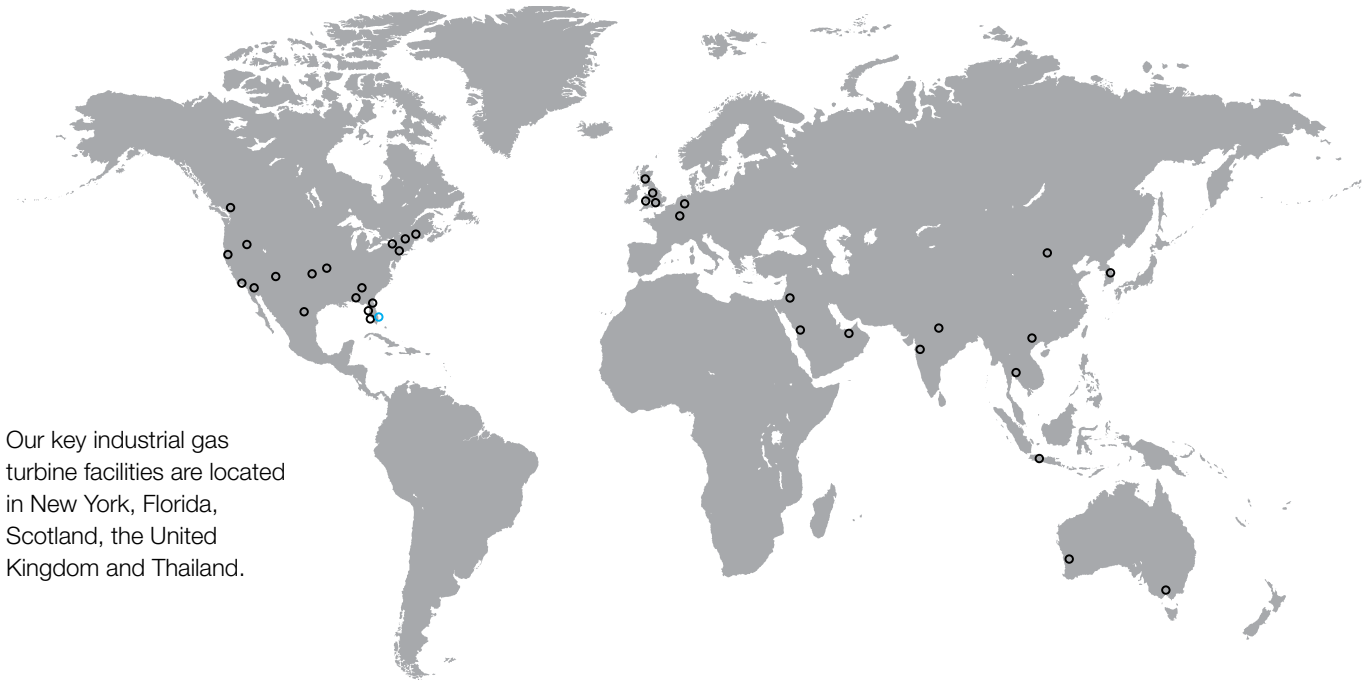 Our key industrial gas
turbine facilities are located
in New York, Florida,
Scotland, the United
Kingdom and Thailand.